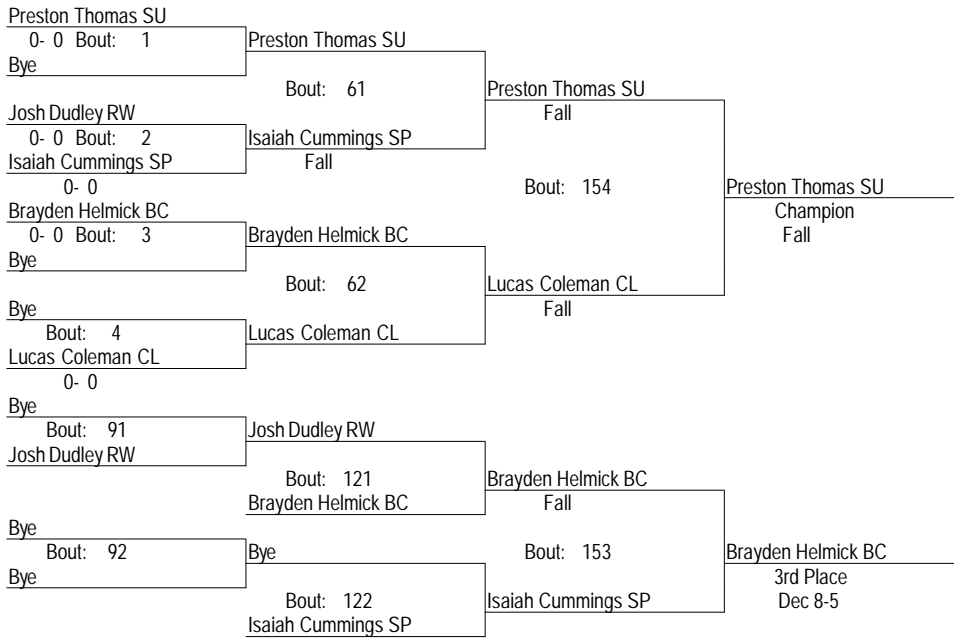 Preston Thomas SU
0- 0 Bout: 1
Bye
Preston Thomas SU
Bout: 61
Josh Dudley RW
0- 0 Bout: 2
Isaiah Cummings SP
0- 0
Isaiah Cummings SP
Fall
Preston Thomas SU
Fall
Bout: 154
Brayden Helmick BC
0- 0 Bout: 3
Bye
Brayden Helmick BC
Bout: 62
Bye
Bout: 4
Lucas Coleman CL
0- 0
Lucas Coleman CL
Lucas Coleman CL
Fall
Preston Thomas SU
Champion
Fall
Bye
Bout: 91
Josh Dudley RW
Josh Dudley RW
Bout: 121
Brayden Helmick BC
Brayden Helmick BC
Fall
Bout: 153
Bye
Bout: 92
Bye
Bye
Bout: 122
Isaiah Cummings SP
Isaiah Cummings SP
Brayden Helmick BC
3rd Place
Dec 8-5